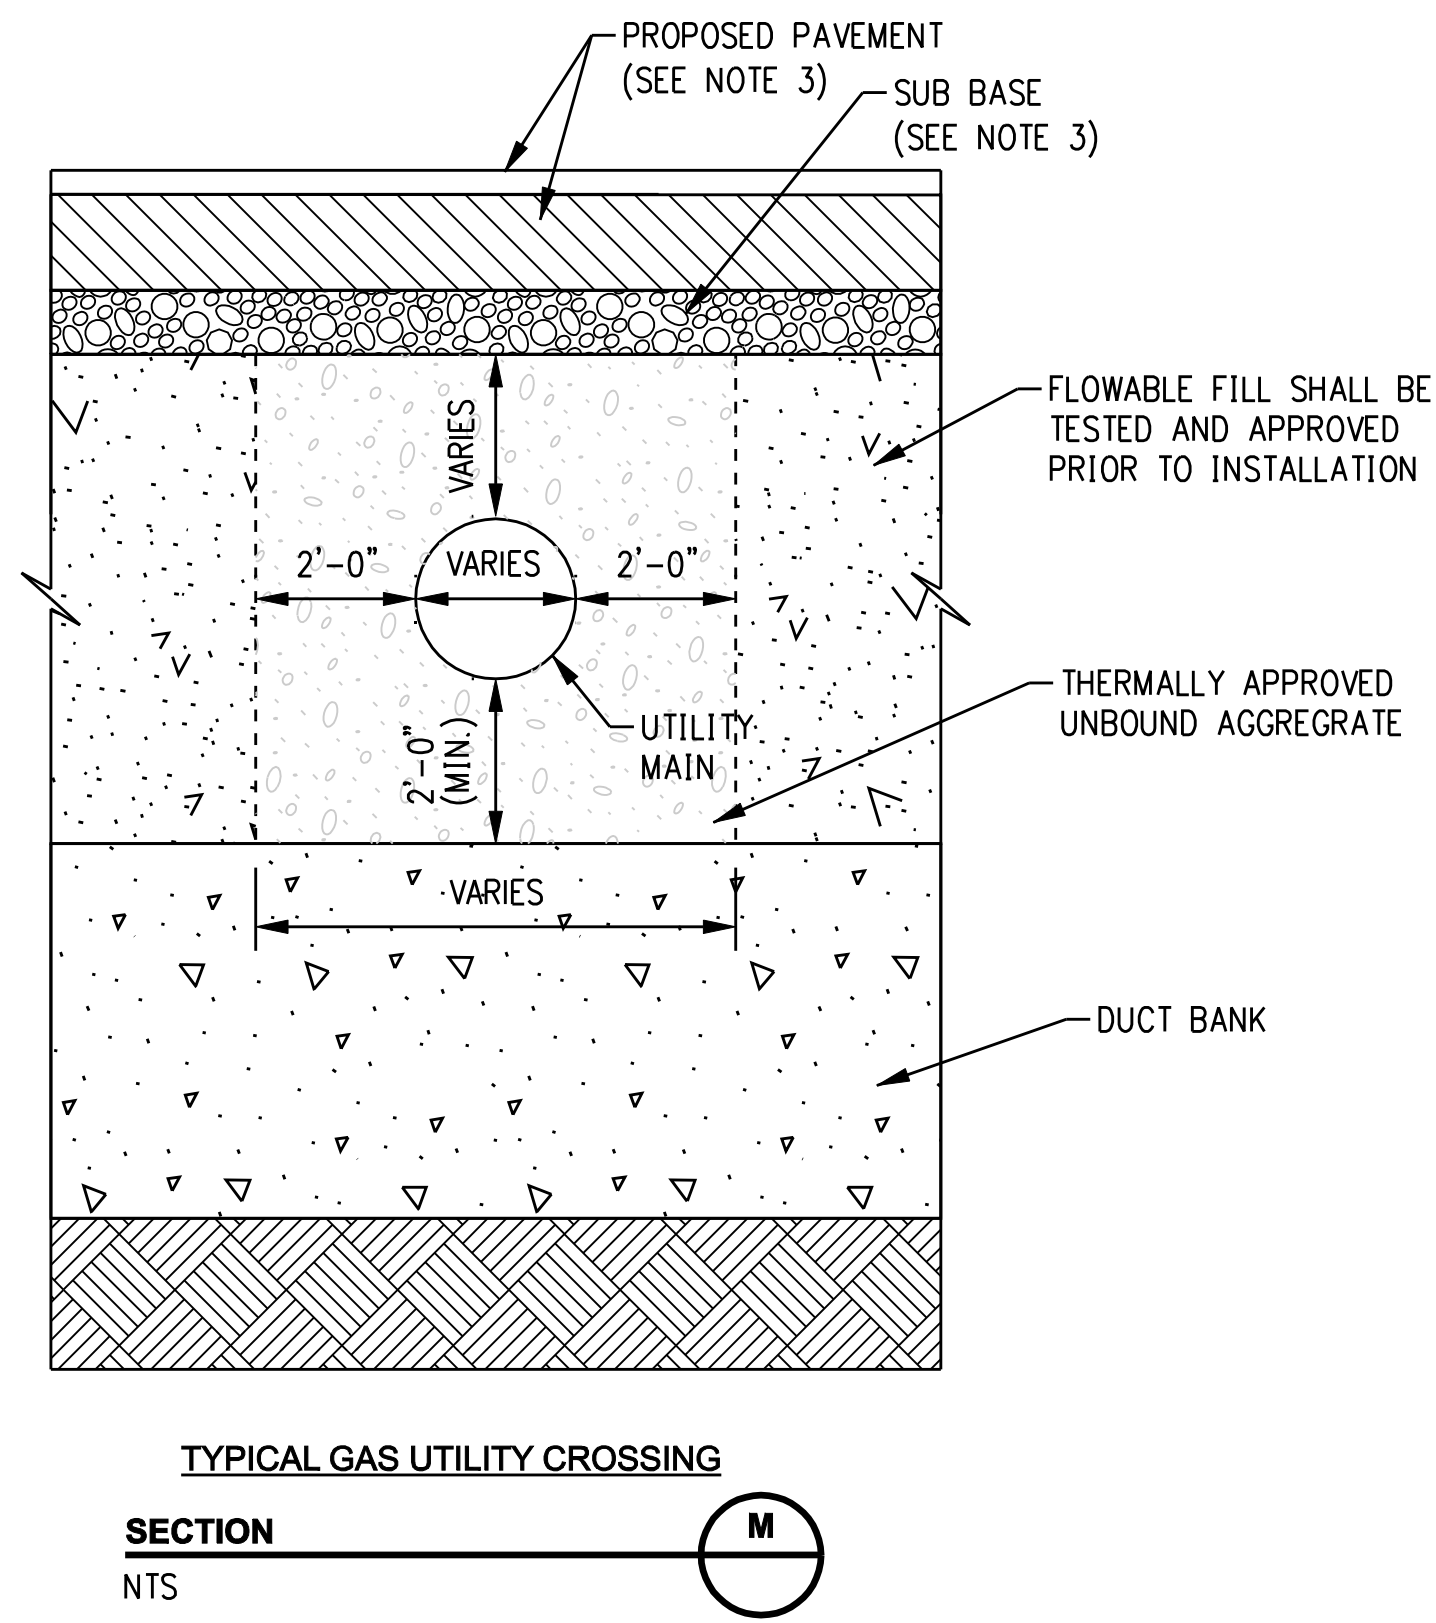 PROPOSED PAVEMENT
(SEE NOTE 3)
SUB BASE
(SEE NOTE 3)
FLOWABLE FILL SHALL BE
TESTED AND APPROVED
PRIOR TO INSTALLATION
VARIES
2'-0"
VARIES
2'-0"
THERMALLY APPROVED
UNBOUND AGGREGRATE
UTILITY
MAIN
2'-0"
(MIN.)
VARIES
DUCT BANK
TYPICAL GAS UTILITY CROSSING
SECTION
M
NTS